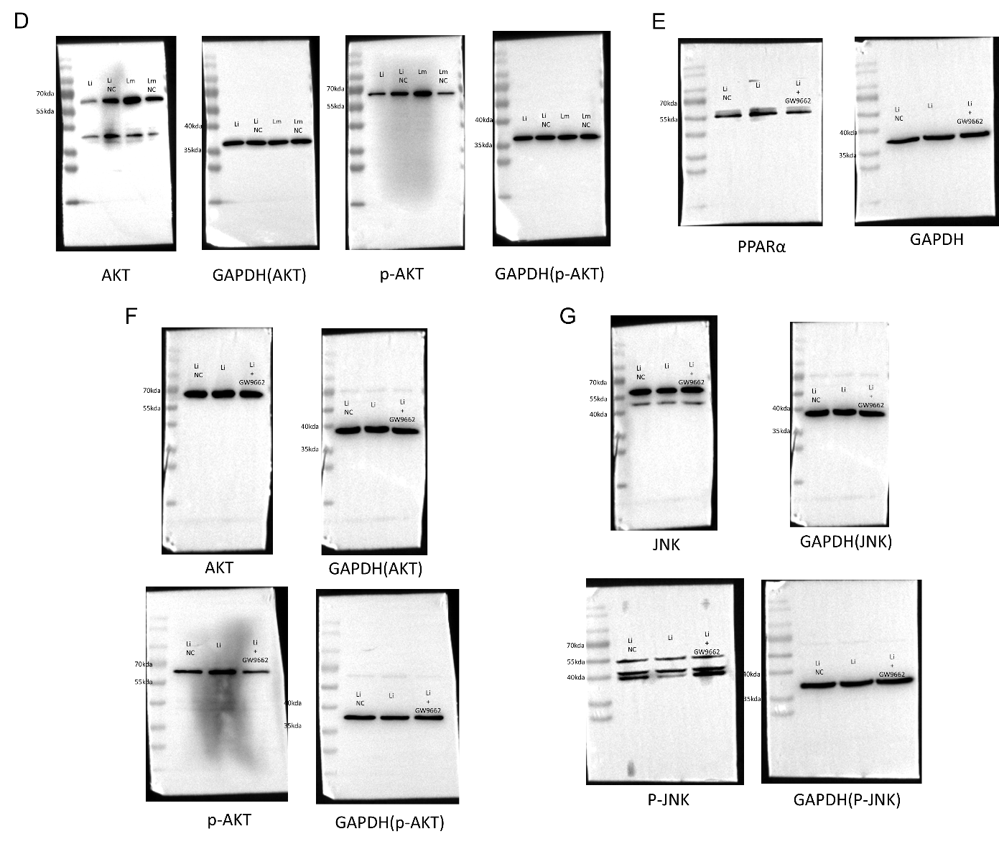 D
Li
Li
NC
Lm
Lm
NC
70kda
55kda
AKT
Li
Li
NC
Lm
Lm
NC
40kda
35kda
GAPDH(AKT)
Li
Li
NC
Lm
Lm
NC
70kda
55kda
p-AKT
Li
Li
NC
Lm
Lm
NC
40kda
35kda
GAPDH(p-AKT)
E
Li
NC
Li
Li
+
GW9662
70kda
55kda
PPARα
Li
NC
Li
Li
+
GW9662
40kda
35kda
GAPDH
F
Li
NC
Li
Li
+
GW9662
70kda
55kda
AKT
Li
NC
Li
Li
+
GW9662
40kda
35kda
GAPDH(AKT)
Li
NC
Li
Li
+
GW9662
70kda
55kda
p-AKT
Li
NC
Li
Li
+
GW9662
40kda
35kda
GAPDH(p-AKT)
G
Li
NC
Li
Li
+
GW9662
70kda
55kda
40kda
JNK
Li
NC
Li
Li
+
GW9662
40kda
35kda
GAPDH(JNK)
Li
NC
Li
Li
+
GW9662
70kda
55kda
40kda
P-JNK
Li
NC
Li
Li
+
GW9662
40kda
35kda
GAPDH(P-JNK)